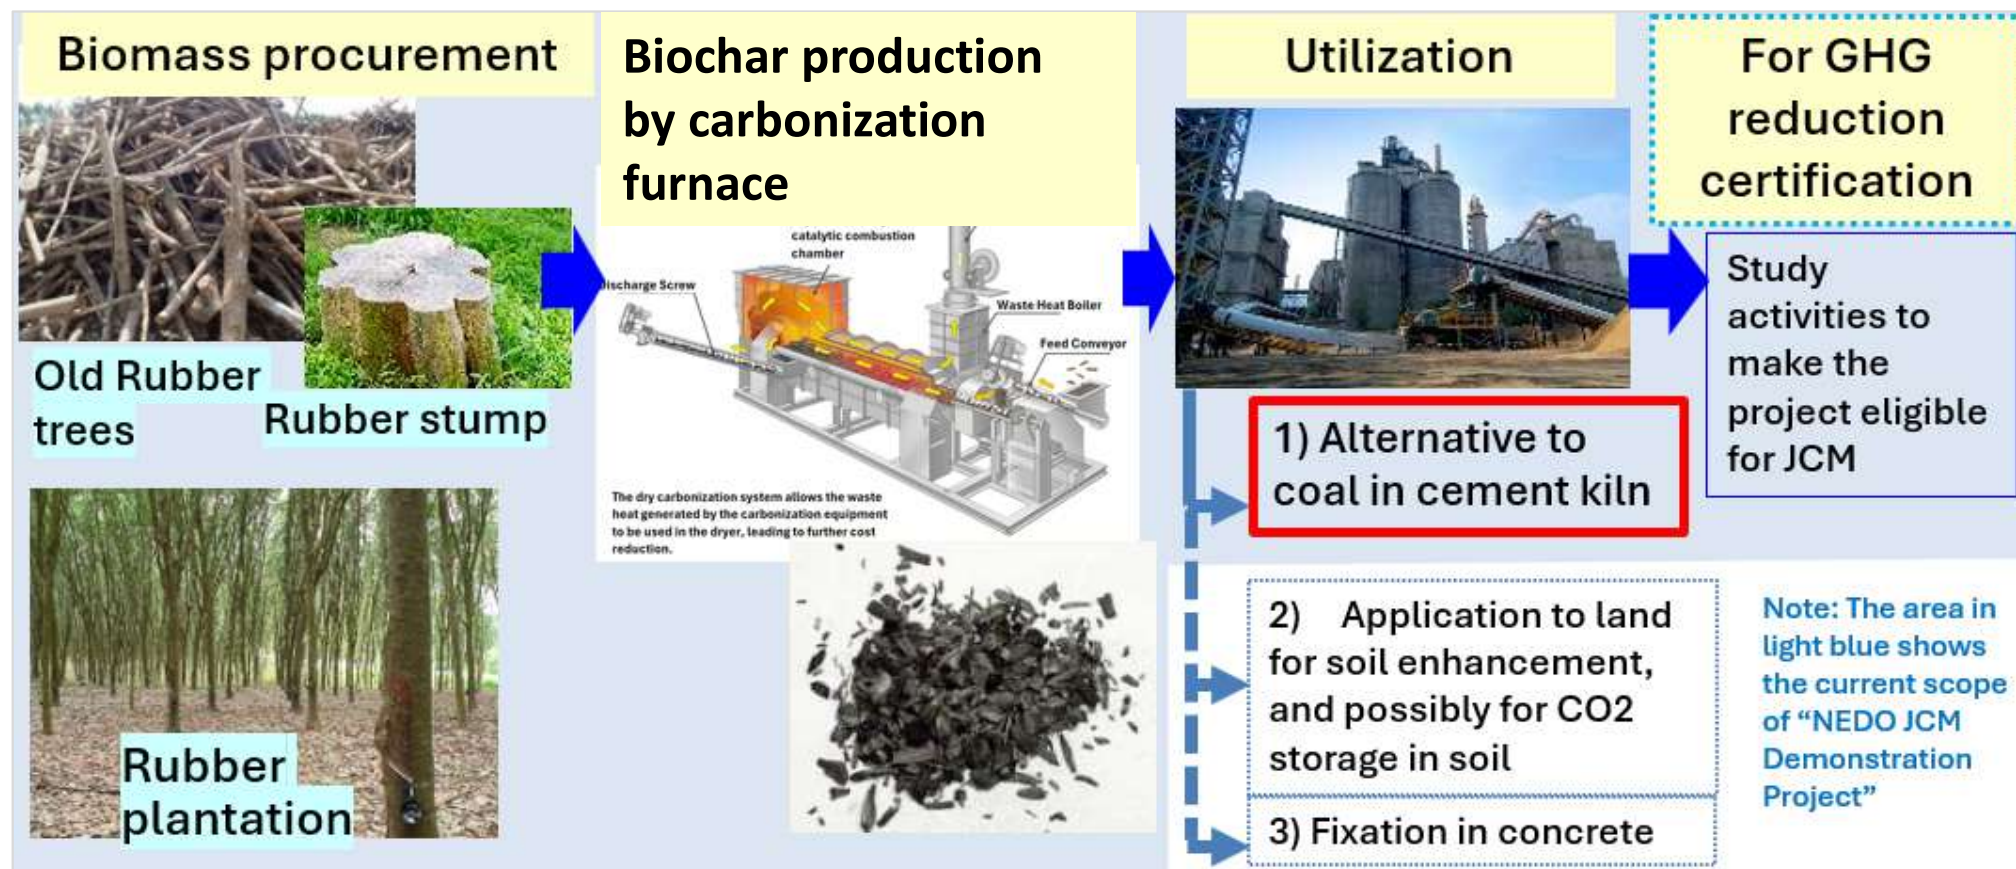 Biomass procurement
Old Rubber
trees
Rubber stump
Rubber
plantation
Biochar production
by carbonization
furnace
catalytic combustion
chamber
ischarge Screw
Waste Heat Boiler
Feed Conveyor
The dry carbonization system allows the waste
heat generated by the carbonization equipment
to be used in the dryer, leading to further cost
reduction.
Utilization
1) Alternative to
coal in cement kiln
2) Application to land
for soil enhancement,
and possibly for CO2
storage in soil
3) Fixation in concrete
For GHG
reduction
certification
Study
activities to
make the
project eligible
for JCM
Note: The area in
light blue shows
the current scope
of “NEDO JCM
Demonstration
Project”